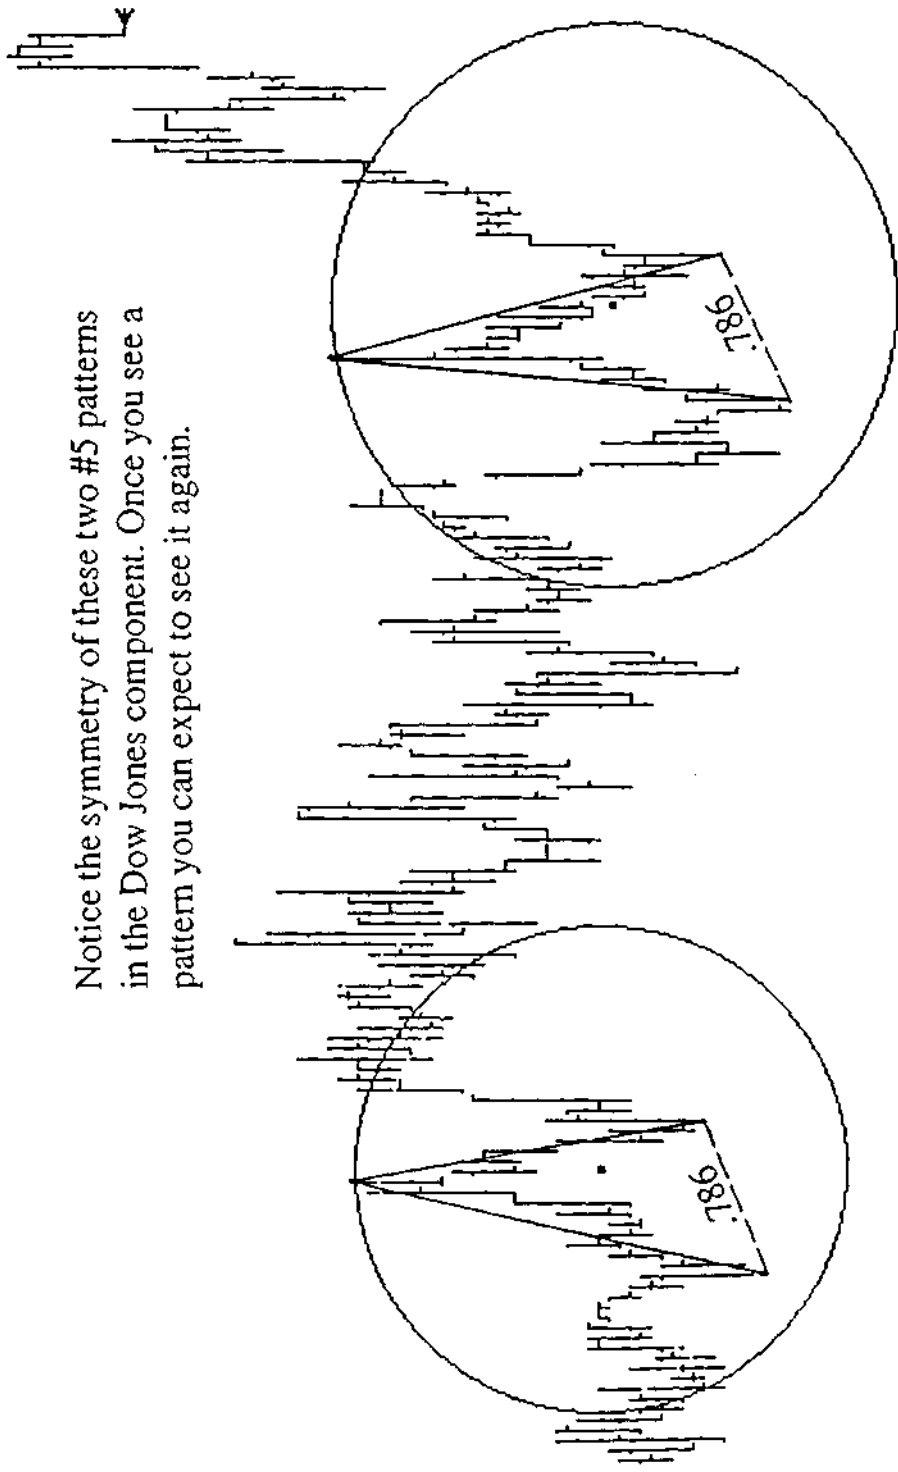 Notice the symmetry of these two #5 patterns
in the Dow Jones component. Once you see a
pattern you can expect to see it again.
.786
.786